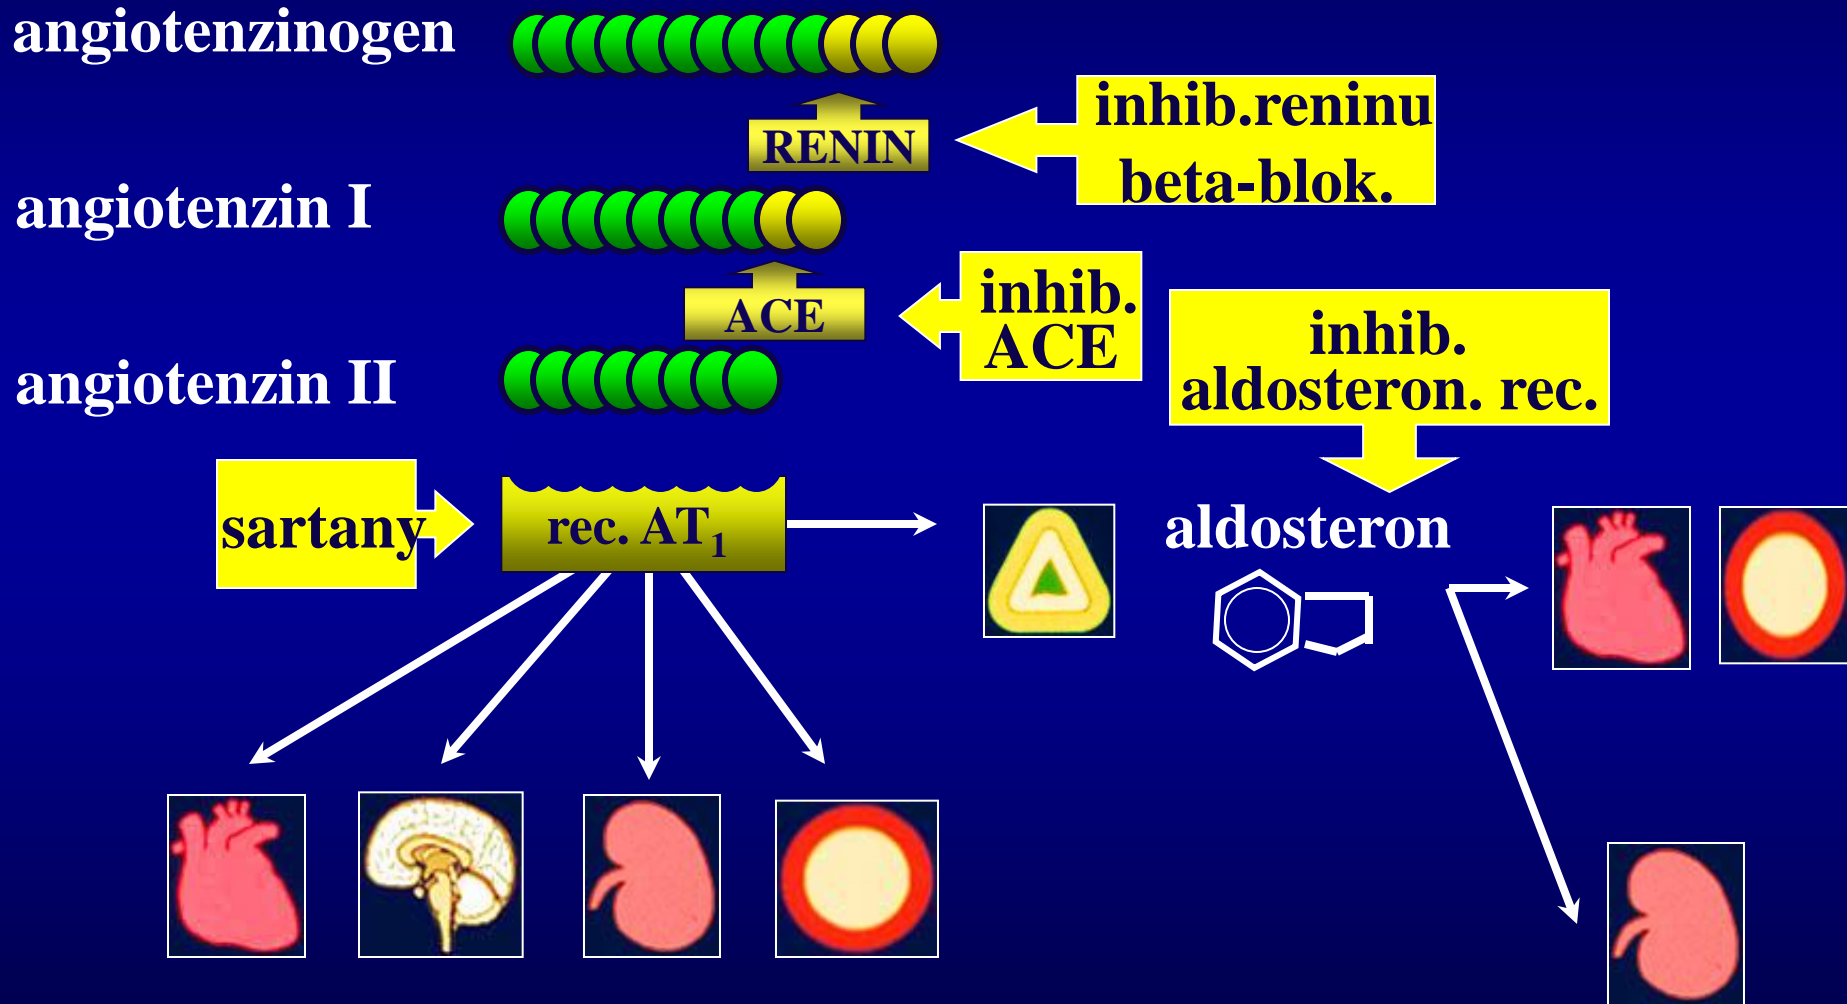 angiotenzinogen
RENIN
inhib.reninu
beta-blok.
angiotenzin I
ACE
inhib.
ACE
inhib.
aldosteron. rec.
angiotenzin II
sartany
rec. AT₁
aldosteron